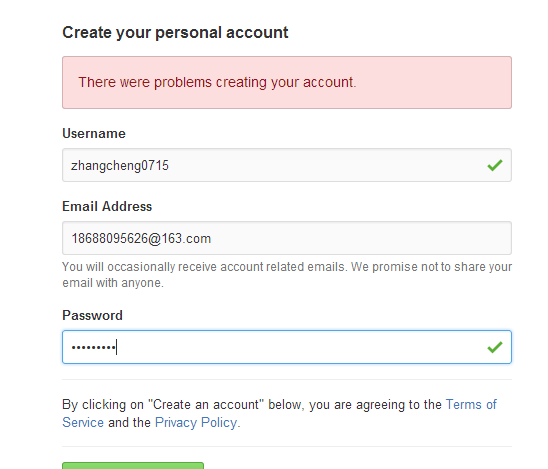 Create your personal account
There were problems creating your account.
Username
zhangcheng0715
Email Address
18688095626@163.com
You will occasionally receive account related emails. We promise not to share your
email with anyone.
Password
•••••••••
By clicking on "Create an account" below, you are agreeing to the Terms of
Service and the Privacy Policy.